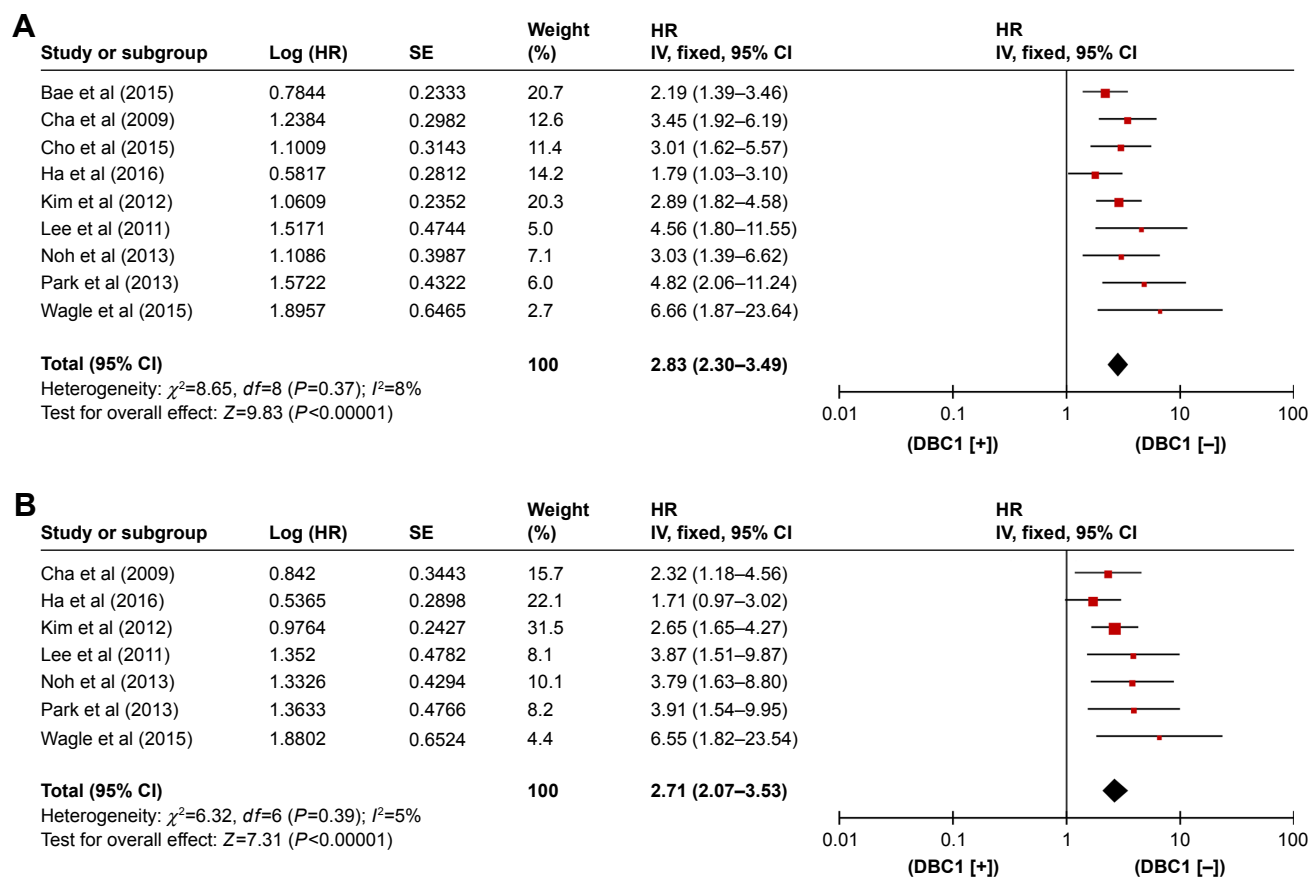 A
Weight HR HR
Study or subgroup Log (HR) SE (%) IV, fixed, 95% CI IV, fixed, 95% CI
Bae et al (2015) 0.7844 0.2333 20.7 2.19 (1.39–3.46)
Cha et al (2009) 1.2384 0.2982 12.6 3.45 (1.92–6.19)
Cho et al (2015) 1.1009 0.3143 11.4 3.01 (1.62–5.57)
Ha et al (2016) 0.5817 0.2812 14.2 1.79 (1.03–3.10)
Kim et al (2012) 1.0609 0.2352 20.3 2.89 (1.82–4.58)
Lee et al (2011) 1.5171 0.4744 5.0 4.56 (1.80–11.55)
Noh et al (2013) 1.1086 0.3987 7.1 3.03 (1.39–6.62)
Park et al (2013) 1.5722 0.4322 6.0 4.82 (2.06–11.24)
Wagle et al (2015) 1.8957 0.6465 2.7 6.66 (1.87–23.64)
Total (95% CI) 100 2.83 (2.30–3.49)
Heterogeneity: χ²=8.65, df=8 (P=0.37); I²=8%
Test for overall effect: Z=9.83 (P<0.00001)
0.01 0.1 1 10 100
(DBC1 [+]) (DBC1 [–])
B
Weight HR HR
Study or subgroup Log (HR) SE (%) IV, fixed, 95% CI IV, fixed, 95% CI
Cha et al (2009) 0.842 0.3443 15.7 2.32 (1.18–4.56)
Ha et al (2016) 0.5365 0.2898 22.1 1.71 (0.97–3.02)
Kim et al (2012) 0.9764 0.2427 31.5 2.65 (1.65–4.27)
Lee et al (2011) 1.352 0.4782 8.1 3.87 (1.51–9.87)
Noh et al (2013) 1.3326 0.4294 10.1 3.79 (1.63–8.80)
Park et al (2013) 1.3633 0.4766 8.2 3.91 (1.54–9.95)
Wagle et al (2015) 1.8802 0.6524 4.4 6.55 (1.82–23.54)
Total (95% CI) 100 2.71 (2.07–3.53)
Heterogeneity: χ²=6.32, df=6 (P=0.39); I²=5%
Test for overall effect: Z=7.31 (P<0.00001)
0.01 0.1 1 10 100
(DBC1 [+]) (DBC1 [–])